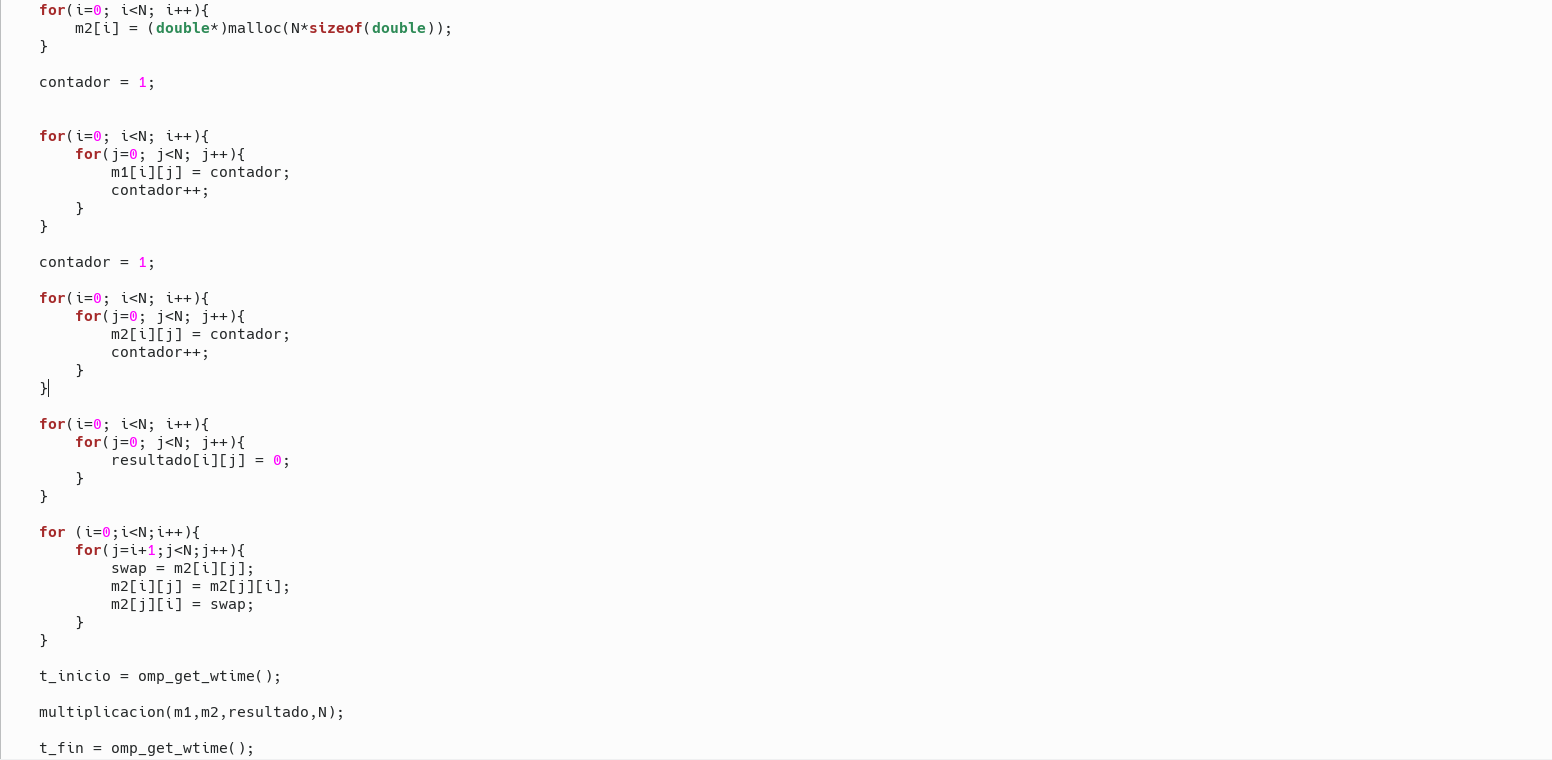 for(i=0; i<N; i++){
    m2[i] = (double*)malloc(N*sizeof(double));
}

contador = 1;


for(i=0; i<N; i++){
    for(j=0; j<N; j++){
        m1[i][j] = contador;
        contador++;
    }
}

contador = 1;

for(i=0; i<N; i++){
    for(j=0; j<N; j++){
        m2[i][j] = contador;
        contador++;
    }
}

for(i=0; i<N; i++){
    for(j=0; j<N; j++){
        resultado[i][j] = 0;
    }
}

for (i=0;i<N;i++){
    for(j=i+1;j<N;j++){
        swap = m2[i][j];
        m2[i][j] = m2[j][i];
        m2[j][i] = swap;
    }
}

t_inicio = omp_get_wtime();

multiplicacion(m1,m2,resultado,N);

t_fin = omp_get_wtime();